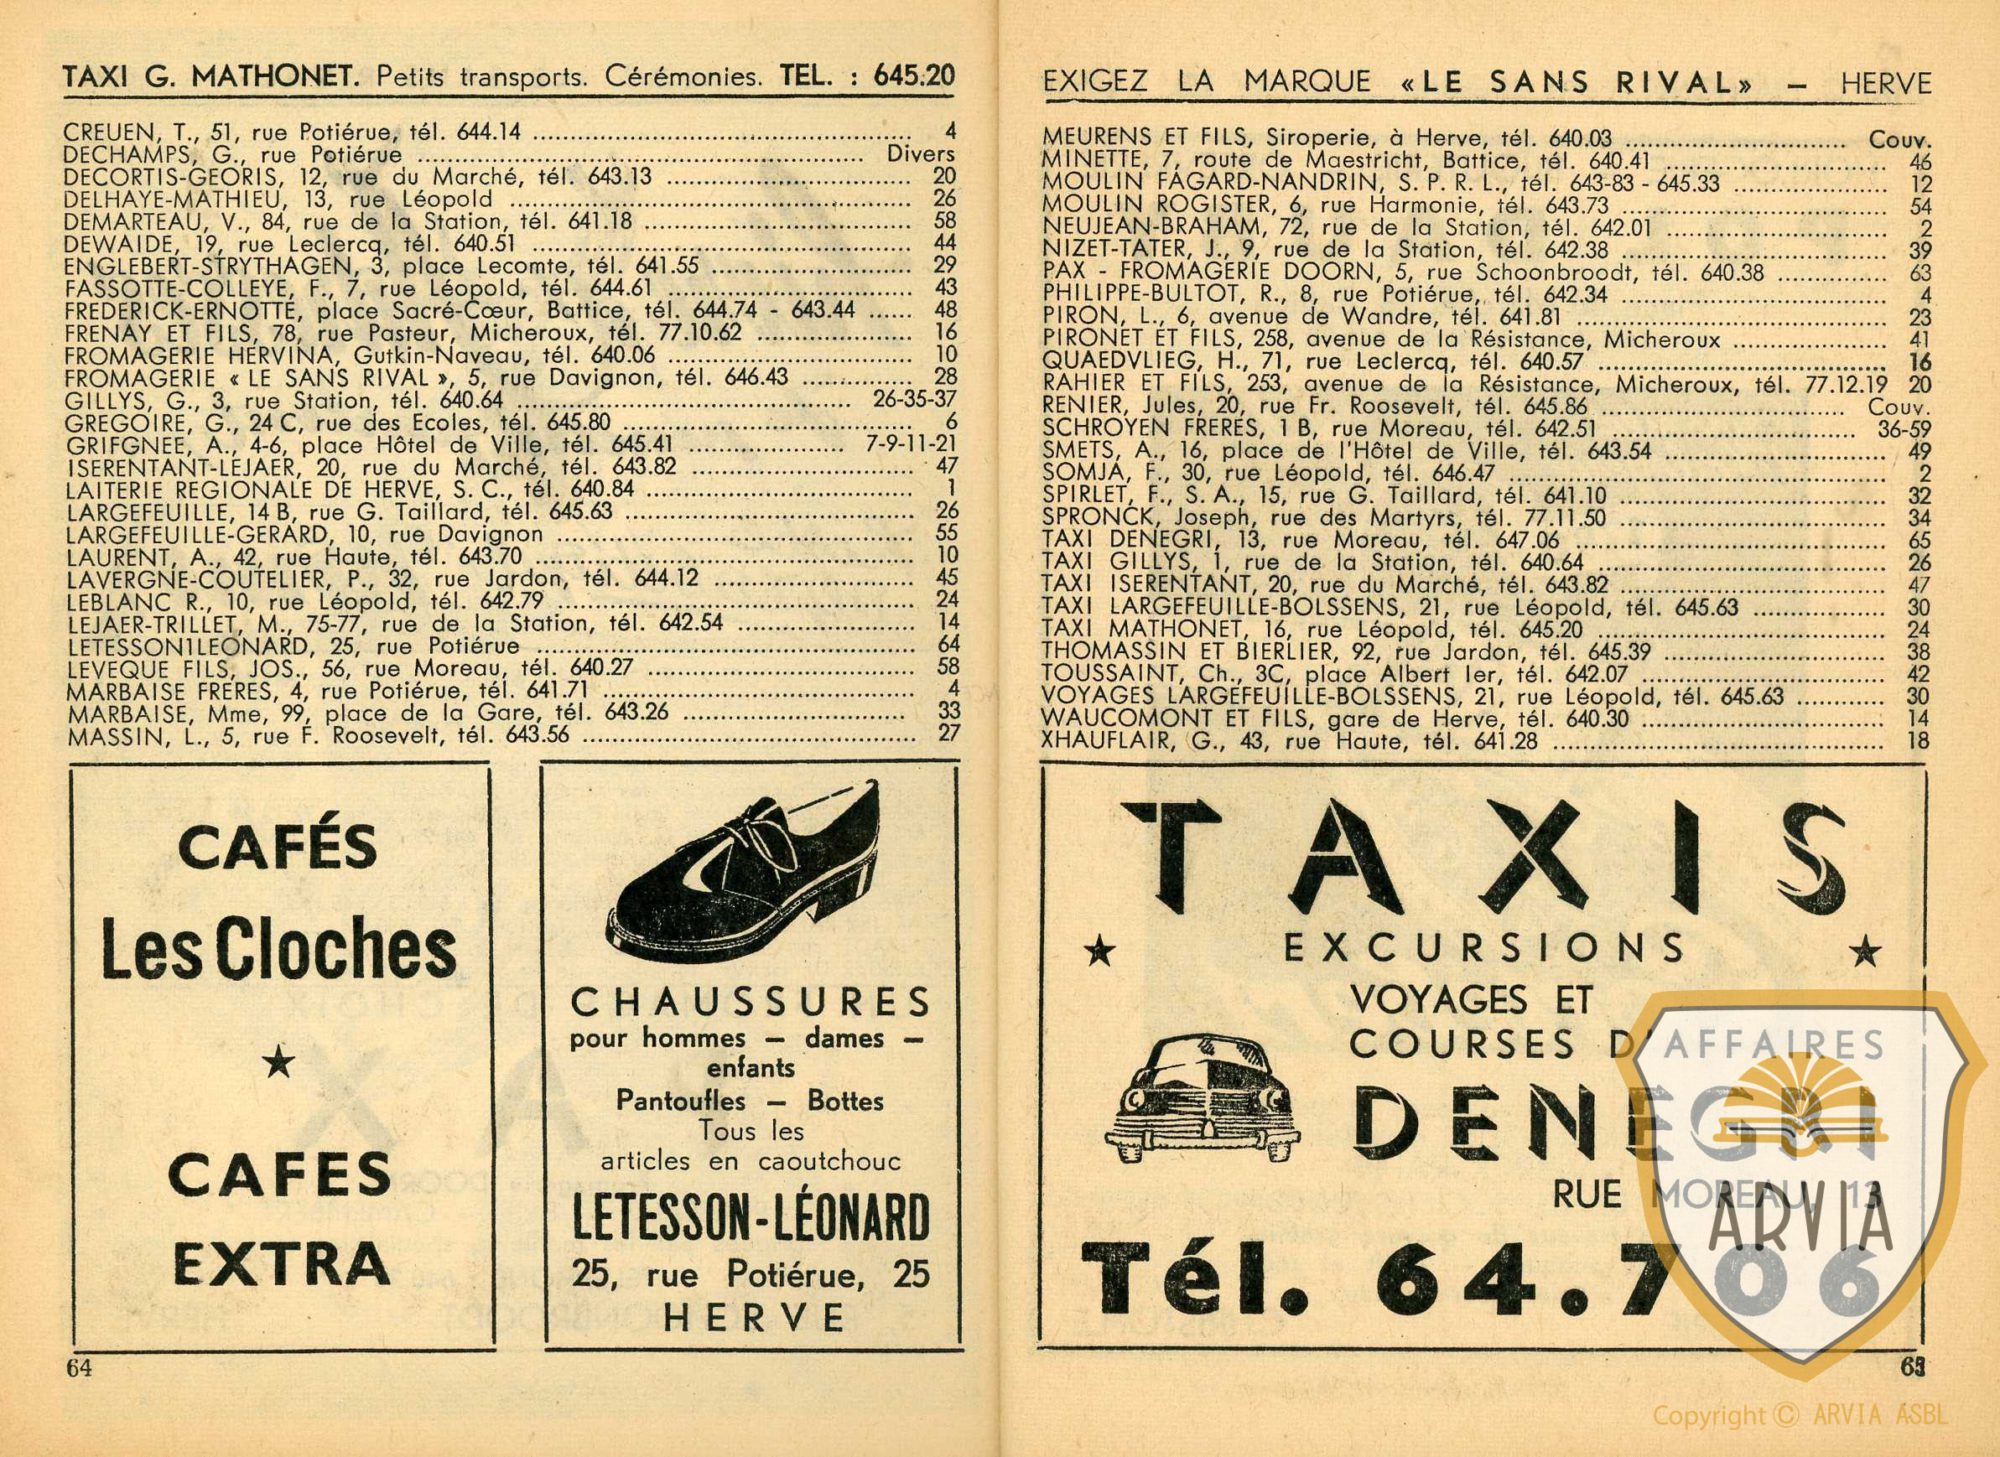 TAXI G. MATHONET. Petits transports. Cérémonies. TEL. : 645.20
CREUEN, T., 51, rue Potiérue, tél. 644.14 ........ 4
DECHAMPS, G., rue Potiérue ........ Divers
DECORTIS-GEORIS, 12, rue du Marché, tél. 643.13 ........ 20
DELHAYE-MATHIEU, 13, rue Léopold ........ 26
DEMARTEAU, V., 84, rue de la Station, tél. 641.18 ........ 58
DEWAIDE, 19, rue Leclercq, tél. 640.51 ........ 44
ENGLEBERT-STRYTHAGEN, 3, place Lecomte, tél. 641.55 ........ 29
FASSOTTE-COLLEYE, F., 7, rue Léopold, tél. 644.61 ........ 43
FREDERICK-ERNOTTE, place Sacré-Cœur, Battice, tél. 644.74 - 643.44 ...... 48
FRENAY ET FILS, 78, rue Pasteur, Micheroux, tél. 77.10.62 ........ 16
FROMAGERIE HERVINA, Gutkin-Naveau, tél. 640.06 ........ 10
FROMAGERIE « LE SANS RIVAL », 5, rue Davignon, tél. 646.43 ........ 28
GILLYS, G., 3, rue Station, tél. 640.64 ........ 26-35-37
GREGOIRE, G., 24 C, rue des Ecoles, tél. 645.80 ........ 6
GRIFGNEE, A., 4-6, place Hôtel de Ville, tél. 645.41 ........ 7-9-11-21
ISERENTANT-LEJAER, 20, rue du Marché, tél. 643.82 ........ 47
LAITERIE REGIONALE DE HERVE, S. C., tél. 640.84 ........ 1
LARGEFEUILLE, 14 B, rue G. Taillard, tél. 645.63 ........ 26
LARGEFEUILLE-GERARD, 10, rue Davignon ........ 55
LAURENT, A., 42, rue Haute, tél. 643.70 ........ 10
LAVERGNE-COUTELIER, P., 32, rue Jardon, tél. 644.12 ........ 45
LEBLANC R., 10, rue Léopold, tél. 642.79 ........ 24
LEJAER-TRILLET, M., 75-77, rue de la Station, tél. 642.54 ........ 14
LETESSON1LEONARD, 25, rue Potiérue ........ 64
LEVEQUE FILS, JOS., 56, rue Moreau, tél. 640.27 ........ 58
MARBAISE FRERES, 4, rue Potiérue, tél. 641.71 ........ 4
MARBAISE, Mme, 99, place de la Gare, tél. 643.26 ........ 33
MASSIN, L., 5, rue F. Roosevelt, tél. 643.56 ........ 27
CAFÉS
Les Cloches
★
CAFES
EXTRA
CHAUSSURES
pour hommes — dames —
enfants
Pantoufles — Bottes
Tous les
articles en caoutchouc
LETESSON-LÉONARD
25, rue Potiérue, 25
HERVE
64
EXIGEZ LA MARQUE «LE SANS RIVAL» — HERVE
MEURENS ET FILS, Siroperie, à Herve, tél. 640.03 ........ Couv.
MINETTE, 7, route de Maestricht, Battice, tél. 640.41 ........ 46
MOULIN FAGARD-NANDRIN, S. P. R. L., tél. 643-83 - 645.33 ........ 12
MOULIN ROGISTER, 6, rue Harmonie, tél. 643.73 ........ 54
NEUJEAN-BRAHAM, 72, rue de la Station, tél. 642.01 ........ 2
NIZET-TATER, J., 9, rue de la Station, tél. 642.38 ........ 39
PAX - FROMAGERIE DOORN, 5, rue Schoonbroodt, tél. 640.38 ........ 63
PHILIPPE-BULTOT, R., 8, rue Potiérue, tél. 642.34 ........ 4
PIRON, L., 6, avenue de Wandre, tél. 641.81 ........ 23
PIRONET ET FILS, 258, avenue de la Résistance, Micheroux ........ 41
QUAEDVLIEG, H., 71, rue Leclercq, tél. 640.57 ........ 16
RAHIER ET FILS, 253, avenue de la Résistance, Micheroux, tél. 77.12.19 20
RENIER, Jules, 20, rue Fr. Roosevelt, tél. 645.86 ........ Couv.
SCHROYEN FRERES, 1 B, rue Moreau, tél. 642.51 ........ 36-59
SMETS, A., 16, place de l'Hôtel de Ville, tél. 643.54 ........ 49
SOMJA, F., 30, rue Léopold, tél. 646.47 ........ 2
SPIRLET, F., S. A., 15, rue G. Taillard, tél. 641.10 ........ 32
SPRONCK, Joseph, rue des Martyrs, tél. 77.11.50 ........ 34
TAXI DENEGRI, 13, rue Moreau, tél. 647.06 ........ 65
TAXI GILLYS, 1, rue de la Station, tél. 640.64 ........ 26
TAXI ISERENTANT, 20, rue du Marché, tél. 643.82 ........ 47
TAXI LARGEFEUILLE-BOLSSENS, 21, rue Léopold, tél. 645.63 ........ 30
TAXI MATHONET, 16, rue Léopold, tél. 645.20 ........ 24
THOMASSIN ET BIERLIER, 92, rue Jardon, tél. 645.39 ........ 38
TOUSSAINT, Ch., 3C, place Albert Ier, tél. 642.07 ........ 42
VOYAGES LARGEFEUILLE-BOLSSENS, 21, rue Léopold, tél. 645.63 ........ 30
WAUCOMONT ET FILS, gare de Herve, tél. 640.30 ........ 14
XHAUFLAIR, G., 43, rue Haute, tél. 641.28 ........ 18
TAXIS
★ EXCURSIONS ★
VOYAGES ET
COURSES D'AFFAIRES
DENEGRI
RUE MOREAU, 13
Tél. 64.7 06
ARVIA
65
Copyright © ARVIA ASBL